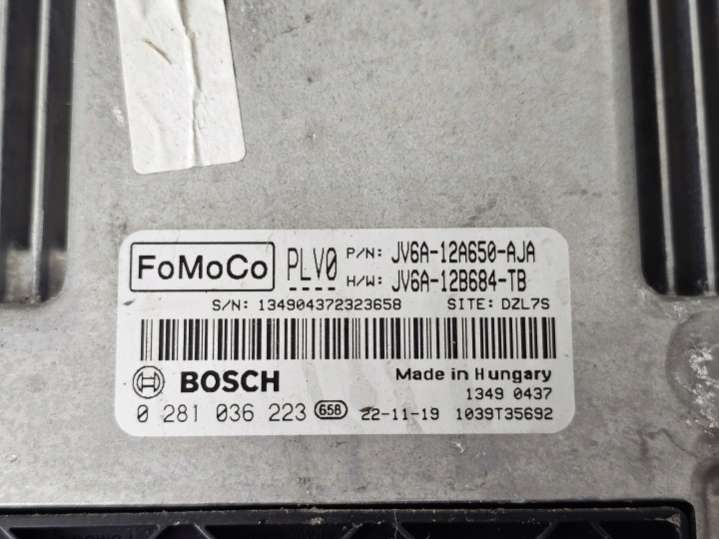 FoMoCo
PLV0
P/N: JV6A-12A650-AJA
H/W: JV6A-12B684-TB
S/N: 134904372323658 SITE: DZL7S
BOSCH
Made in Hungary
1349 0437
0 281 036 223 658 22-11-19 1039T35692